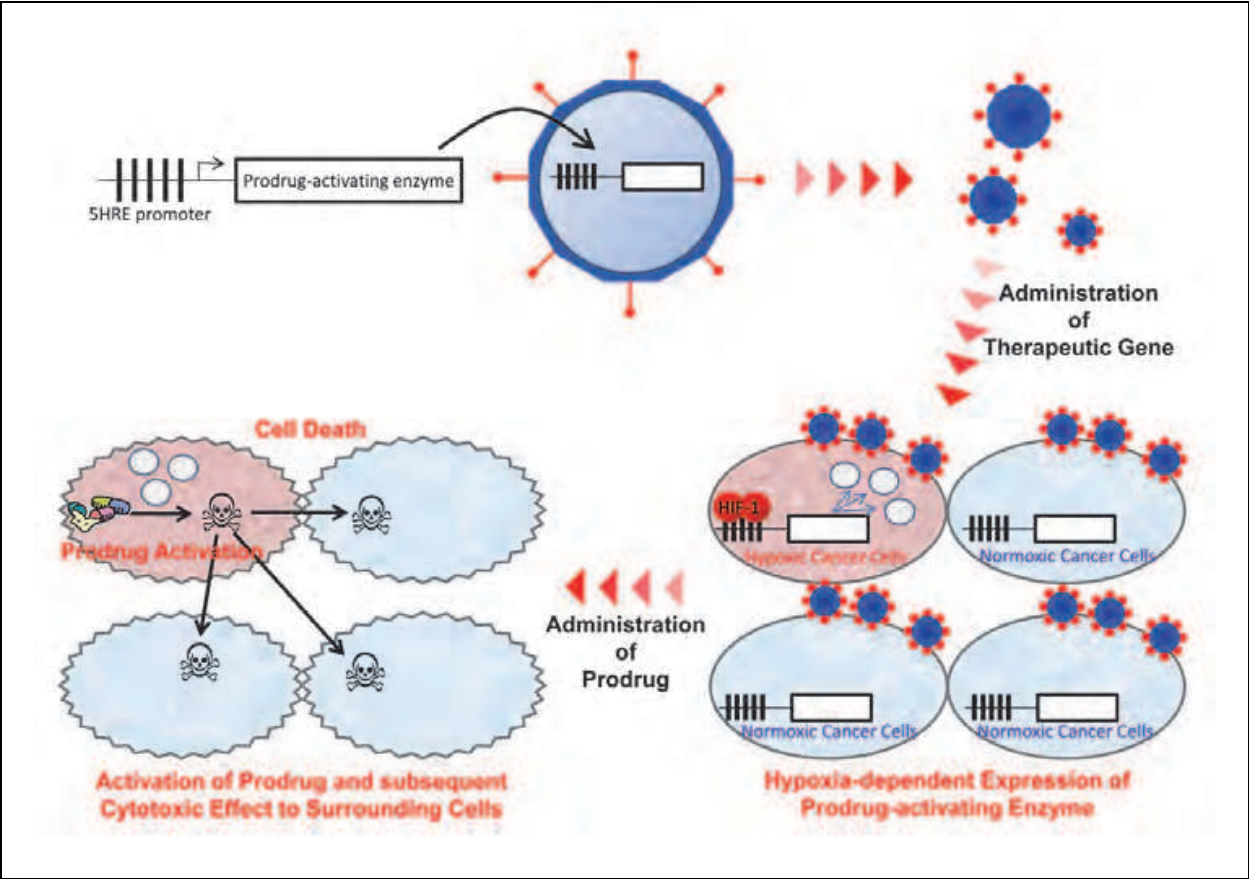 Prodrug-activating enzyme
5HRE promoter
Administration
of
Therapeutic Gene
Cell Death
Prodrug Activation
HIF-1
Hypoxic Cancer Cells
Normoxic Cancer Cells
Administration
of
Prodrug
Normoxic Cancer Cells
Normoxic Cancer Cells
Activation of Prodrug and subsequent
Cytotoxic Effect to Surrounding Cells
Hypoxia-dependent Expression of
Prodrug-activating Enzyme